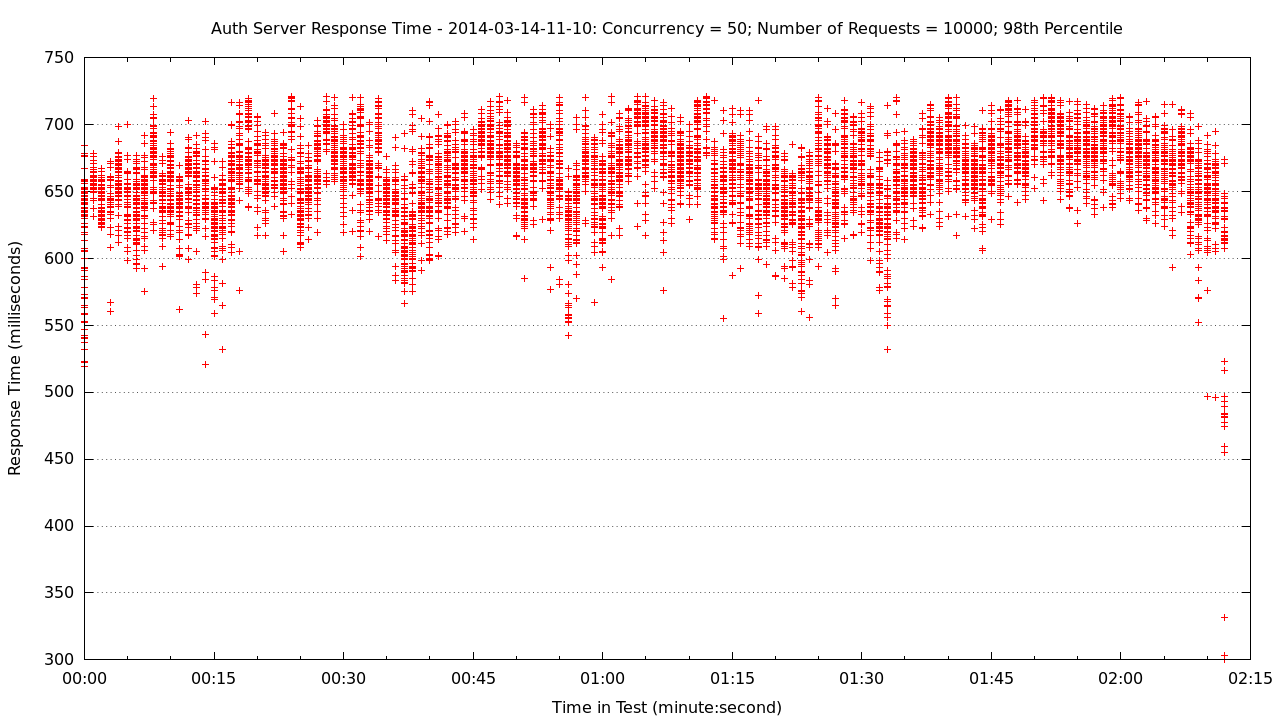 Auth Server Response Time - 2014-03-14-11-10: Concurrency = 50; Number of Requests = 10000; 98th Percentile
750
700
650
600
550
500
450
400
350
300
Response Time (milliseconds)
00:00 00:15 00:30 00:45 01:00 01:15 01:30 01:45 02:00 02:15
Time in Test (minute:second)